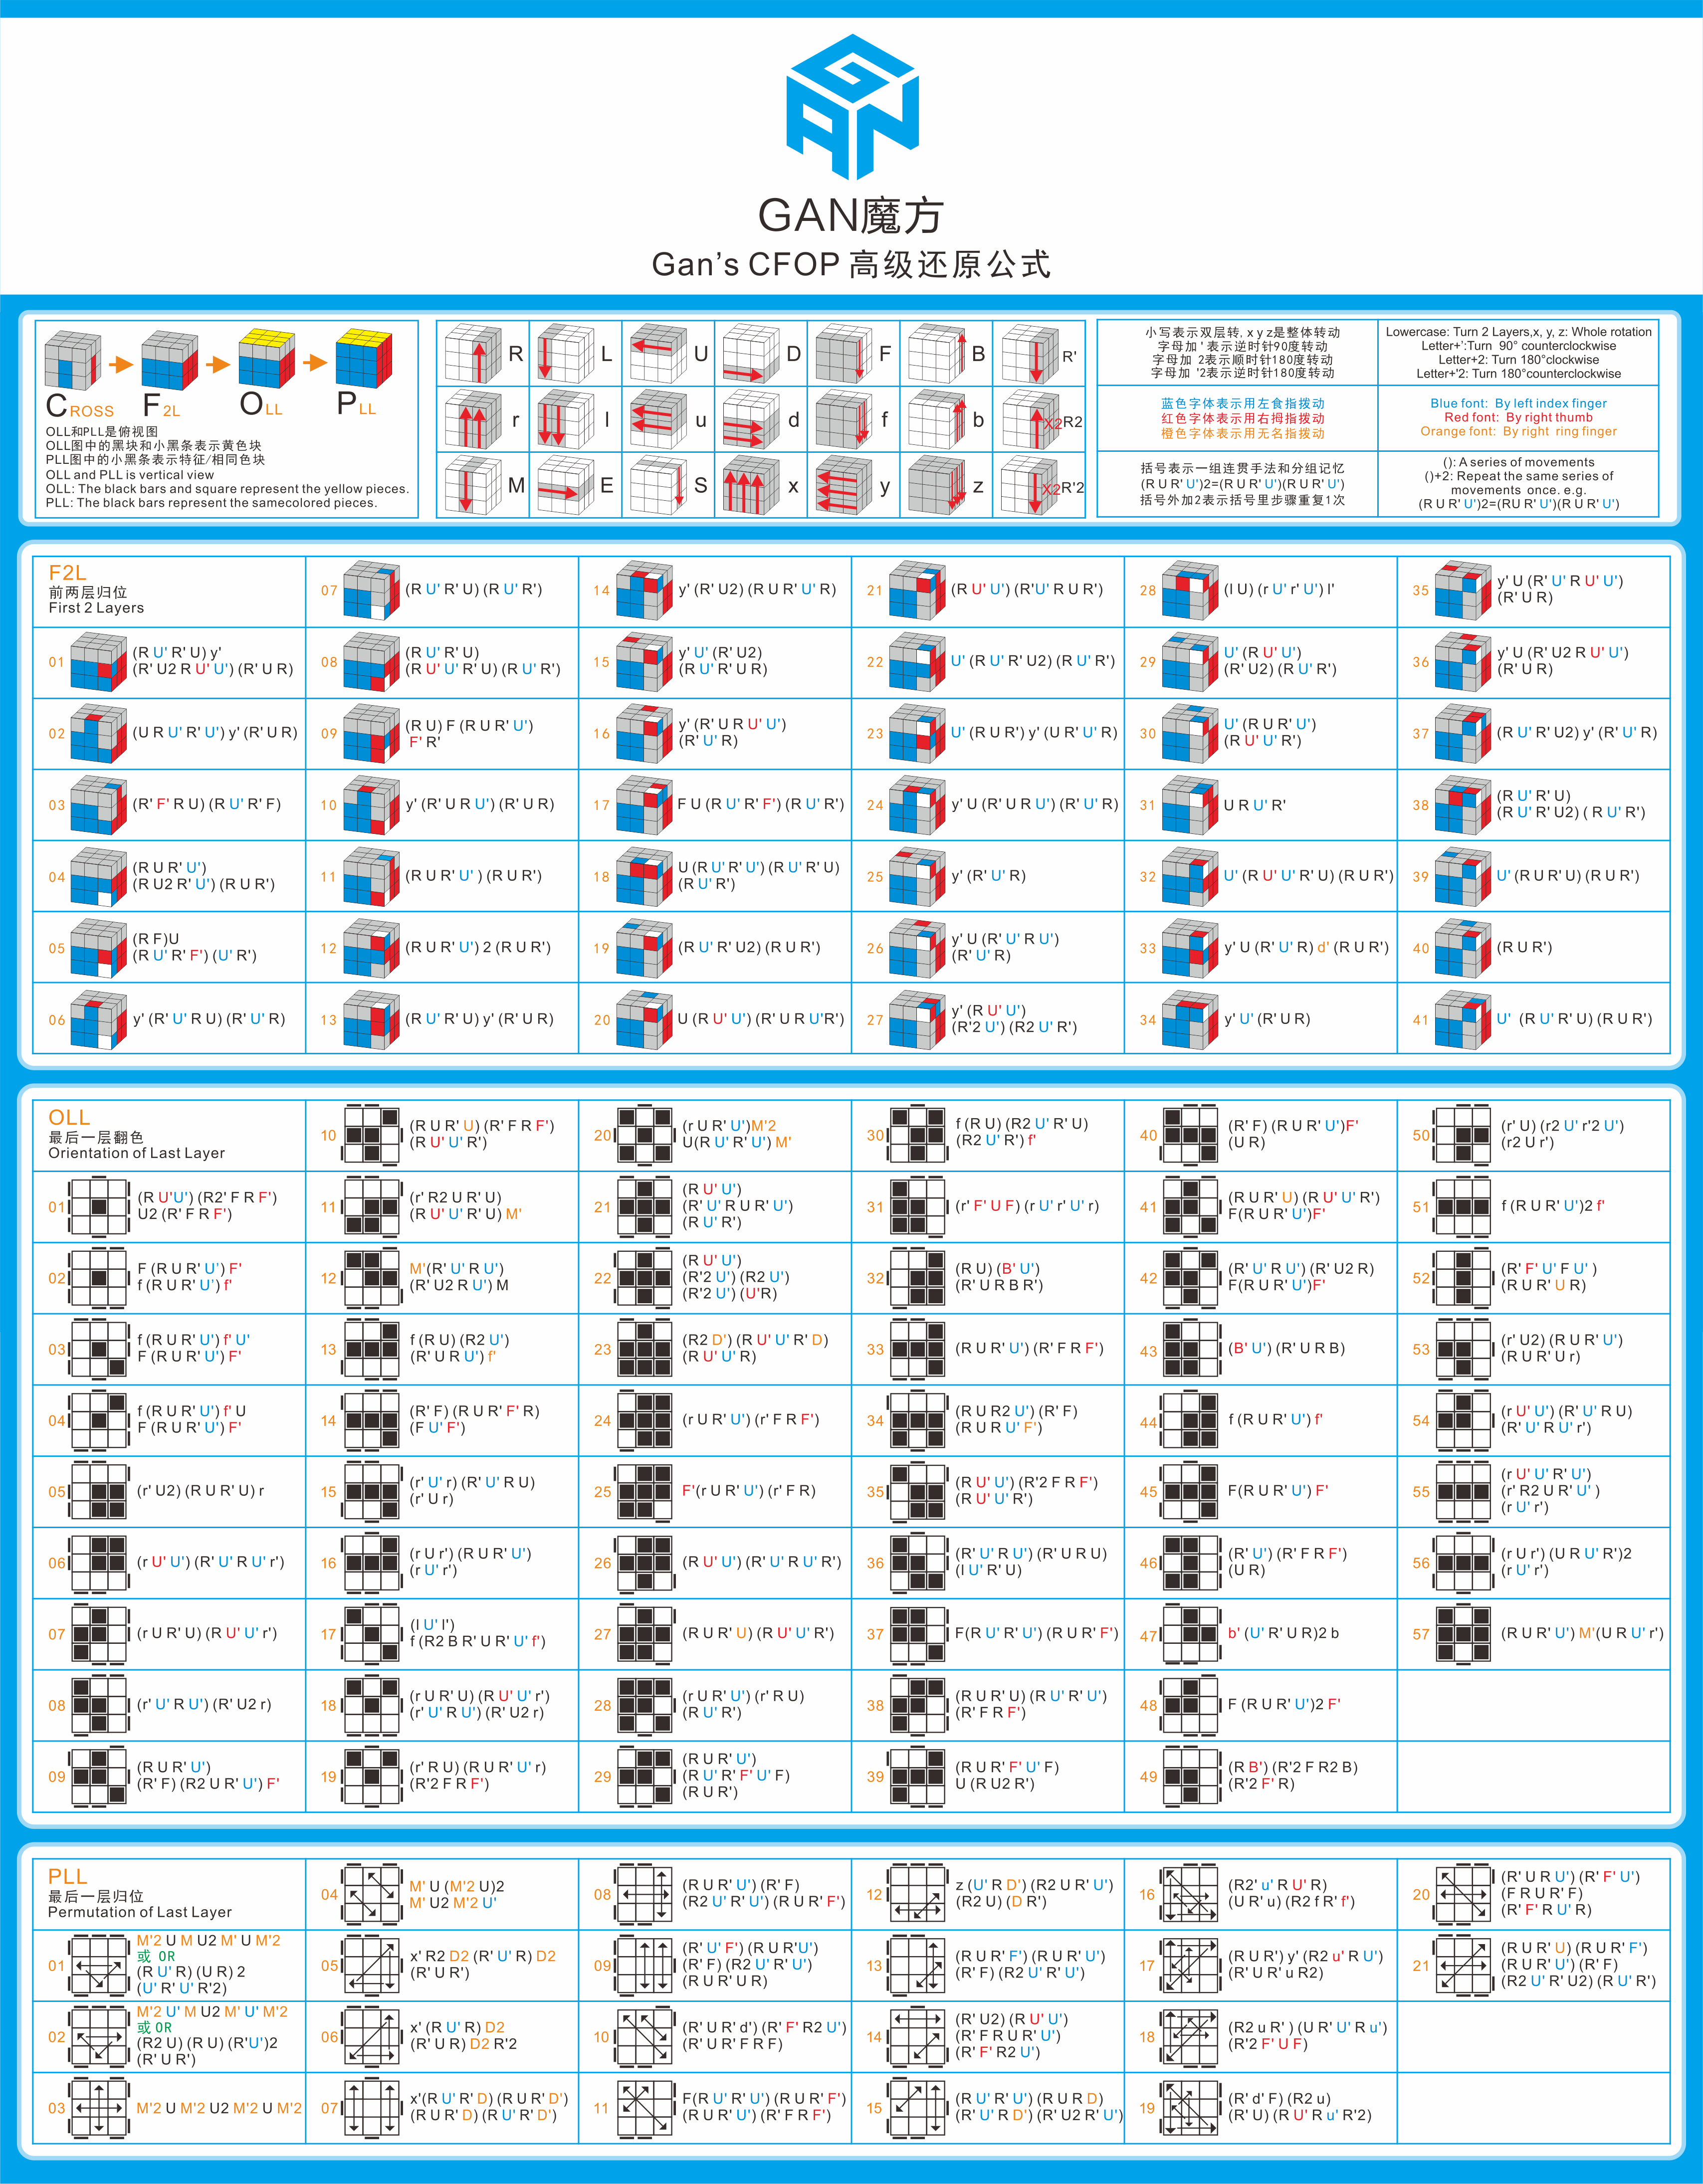 GAN
GAN魔方
Gan's CFOP 高级还原公式
CROSS F2L OLL PLL
OLL和PLL是俯视图
OLL图中的黑块和小黑条表示黄色块
PLL图中的小黑条表示特征/相同色块
OLL and PLL is vertical view
OLL: The black bars and square represent the yellow pieces.
PLL: The black bars represent the samecolored pieces.
R L U D F B R'
r l u d f b X2R2
M E S x y z X2R'2
小写表示双层转, x y z是整体转动
字母加 ' 表示逆时针90度转动
字母加 2表示顺时针180度转动
字母加 '2表示逆时针180度转动
Lowercase: Turn 2 Layers,x, y, z: Whole rotation
Letter+':Turn 90° counterclockwise
Letter+2: Turn 180°clockwise
Letter+'2: Turn 180°counterclockwise
蓝色字体表示用左食指拨动
红色字体表示用右拇指拨动
橙色字体表示用无名指拨动
Blue font: By left index finger
Red font: By right thumb
Orange font: By right ring finger
括号表示一组连贯手法和分组记忆
(R U R' U')2=(R U R' U')(R U R' U')
括号外加2表示括号里步骤重复1次
(): A series of movements
()+2: Repeat the same series of
movements once. e.g.
(R U R' U')2=(RU R' U')(R U R' U')
F2L
前两层归位
First 2 Layers
01
(R U' R' U) y'
(R' U2 R U' U') (R' U R)
02
(U R U' R' U') y' (R' U R)
03
(R' F' R U) (R U' R' F)
04
(R U R' U')
(R U2 R' U') (R U R')
05
(R F)U
(R U' R' F') (U' R')
06
y' (R' U' R U) (R' U' R)
07
(R U' R' U) (R U' R')
08
(R U' R' U)
(R U' U' R' U) (R U' R')
09
(R U) F (R U R' U')
F' R'
10
y' (R' U R U') (R' U R)
11
(R U R' U' ) (R U R')
12
(R U R' U') 2 (R U R')
13
(R U' R' U) y' (R' U R)
14
y' (R' U2) (R U R' U' R)
15
y' U' (R' U2)
(R U' R' U R)
16
y' (R' U R U' U')
(R' U' R)
17
F U (R U' R' F') (R U' R')
18
U (R U' R' U') (R U' R' U)
(R U' R')
19
(R U' R' U2) (R U R')
20
U (R U' U') (R' U R U'R')
21
(R U' U') (R'U' R U R')
22
U' (R U' R' U2) (R U' R')
23
U' (R U R') y' (U R' U' R)
24
y' U (R' U R U') (R' U' R)
25
y' (R' U' R)
26
y' U (R' U' R U')
(R' U' R)
27
y' (R U' U')
(R'2 U') (R2 U' R')
28
(l U) (r U' r' U') l'
29
U' (R U' U')
(R' U2) (R U' R')
30
U' (R U R' U')
(R U' U' R')
31
U R U' R'
32
U' (R U' U' R' U) (R U R')
33
y' U (R' U' R) d' (R U R')
34
y' U' (R' U R)
35
y' U (R' U' R U' U')
(R' U R)
36
y' U (R' U2 R U' U')
(R' U R)
37
(R U' R' U2) y' (R' U' R)
38
(R U' R' U)
(R U' R' U2) ( R U' R')
39
U' (R U R' U) (R U R')
40
(R U R')
41
U' (R U' R' U) (R U R')
OLL
最后一层翻色
Orientation of Last Layer
01
(R U'U') (R2' F R F')
U2 (R' F R F')
02
F (R U R' U') F'
f (R U R' U') f'
03
f (R U R' U') f' U'
F (R U R' U') F'
04
f (R U R' U') f' U
F (R U R' U') F'
05
(r' U2) (R U R' U) r
06
(r U' U') (R' U' R U' r')
07
(r U R' U) (R U' U' r')
08
(r' U' R U') (R' U2 r)
09
(R U R' U')
(R' F) (R2 U R' U') F'
10
(R U R' U) (R' F R F')
(R U' U' R')
11
(r' R2 U R' U)
(R U' U' R' U) M'
12
M'(R' U' R U')
(R' U2 R U') M
13
f (R U) (R2 U')
(R' U R U') f'
14
(R' F) (R U R' F' R)
(F U' F')
15
(r' U' r) (R' U' R U)
(r' U r)
16
(r U r') (R U R' U')
(r U' r')
17
(l U' l')
f (R2 B R' U R' U' f')
18
(r U R' U) (R U' U' r')
(r' U' R U') (R' U2 r)
19
(r' R U) (R U R' U' r)
(R'2 F R F')
20
(r U R' U')M'2
U(R U' R' U') M'
21
(R U' U')
(R' U' R U R' U')
(R U' R')
22
(R U' U')
(R'2 U') (R2 U')
(R'2 U') (U'R)
23
(R2 D') (R U' U' R' D)
(R U' U' R)
24
(r U R' U') (r' F R F')
25
F'(r U R' U') (r' F R)
26
(R U' U') (R' U' R U' R')
27
(R U R' U) (R U' U' R')
28
(r U R' U') (r' R U)
(R U' R')
29
(R U R' U')
(R U' R' F' U' F)
(R U R')
30
f (R U) (R2 U' R' U)
(R2 U' R') f'
31
(r' F' U F) (r U' r' U' r)
32
(R U) (B' U')
(R' U R B R')
33
(R U R' U') (R' F R F')
34
(R U R2 U') (R' F)
(R U R U' F')
35
(R U' U') (R'2 F R F')
(R U' U' R')
36
(R' U' R U') (R' U R U)
(l U' R' U)
37
F(R U' R' U') (R U R' F')
38
(R U R' U) (R U' R' U')
(R' F R F')
39
(R U R' F' U' F)
U (R U2 R')
40
(R' F) (R U R' U')F'
(U R)
41
(R U R' U) (R U' U' R')
F(R U R' U')F'
42
(R' U' R U') (R' U2 R)
F(R U R' U')F'
43
(B' U') (R' U R B)
44
f (R U R' U') f'
45
F(R U R' U') F'
46
(R' U') (R' F R F')
(U R)
47
b' (U' R' U R)2 b
48
F (R U R' U')2 F'
49
(R B') (R'2 F R2 B)
(R'2 F' R)
50
(r' U) (r2 U' r'2 U')
(r2 U r')
51
f (R U R' U')2 f'
52
(R' F' U' F U' )
(R U R' U R)
53
(r' U2) (R U R' U')
(R U R' U r)
54
(r U' U') (R' U' R U)
(R' U' R U' r')
55
(r U' U' R' U')
(r' R2 U R' U' )
(r U' r')
56
(r U r') (U R U' R')2
(r U' r')
57
(R U R' U') M'(U R U' r')
PLL
最后一层归位
Permutation of Last Layer
01
M'2 U M U2 M' U M'2
或 OR
(R U' R) (U R) 2
(U' R' U' R'2)
02
M'2 U' M U2 M' U' M'2
或 OR
(R2 U) (R U) (R'U')2
(R' U R')
03
M'2 U M'2 U2 M'2 U M'2
04
M' U (M'2 U)2
M' U2 M'2 U'
05
x' R2 D2 (R' U' R) D2
(R' U R')
06
x' (R U' R) D2
(R' U R) D2 R'2
07
x'(R U' R' D) (R U R' D')
(R U R' D) (R U' R' D')
08
(R U R' U') (R' F)
(R2 U' R' U') (R U R' F')
09
(R' U' F') (R U R'U')
(R' F) (R2 U' R' U')
(R U R' U R)
10
(R' U R' d') (R' F' R2 U')
(R' U R' F R F)
11
F(R U' R' U') (R U R' F')
(R U R' U') (R' F R F')
12
z (U' R D') (R2 U R' U')
(R2 U) (D R')
13
(R U R' F') (R U R' U')
(R' F) (R2 U' R' U')
14
(R' U2) (R U' U')
(R' F R U R' U')
(R' F' R2 U')
15
(R U' R' U') (R U R D)
(R' U' R D') (R' U2 R' U')
16
(R2' u' R U' R)
(U R' u) (R2 f R' f')
17
(R U R') y' (R2 u' R U')
(R' U R' u R2)
18
(R2 u R' ) (U R' U' R u')
(R'2 F' U F)
19
(R' d' F) (R2 u)
(R' U) (R U' R u' R'2)
20
(R' U R U') (R' F' U')
(F R U R' F)
(R' F' R U' R)
21
(R U R' U) (R U R' F')
(R U R' U') (R' F)
(R2 U' R' U2) (R U' R')